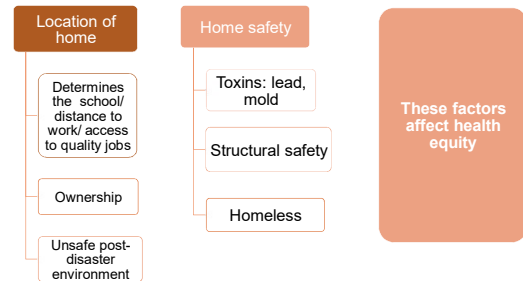 Location of
home
Determines
the school/
distance to
work/ access
to quality jobs
Ownership
Unsafe post-
disaster
environment
Home safety
Toxins: lead,
mold
Structural safety
Homeless
These factors
affect health
equity